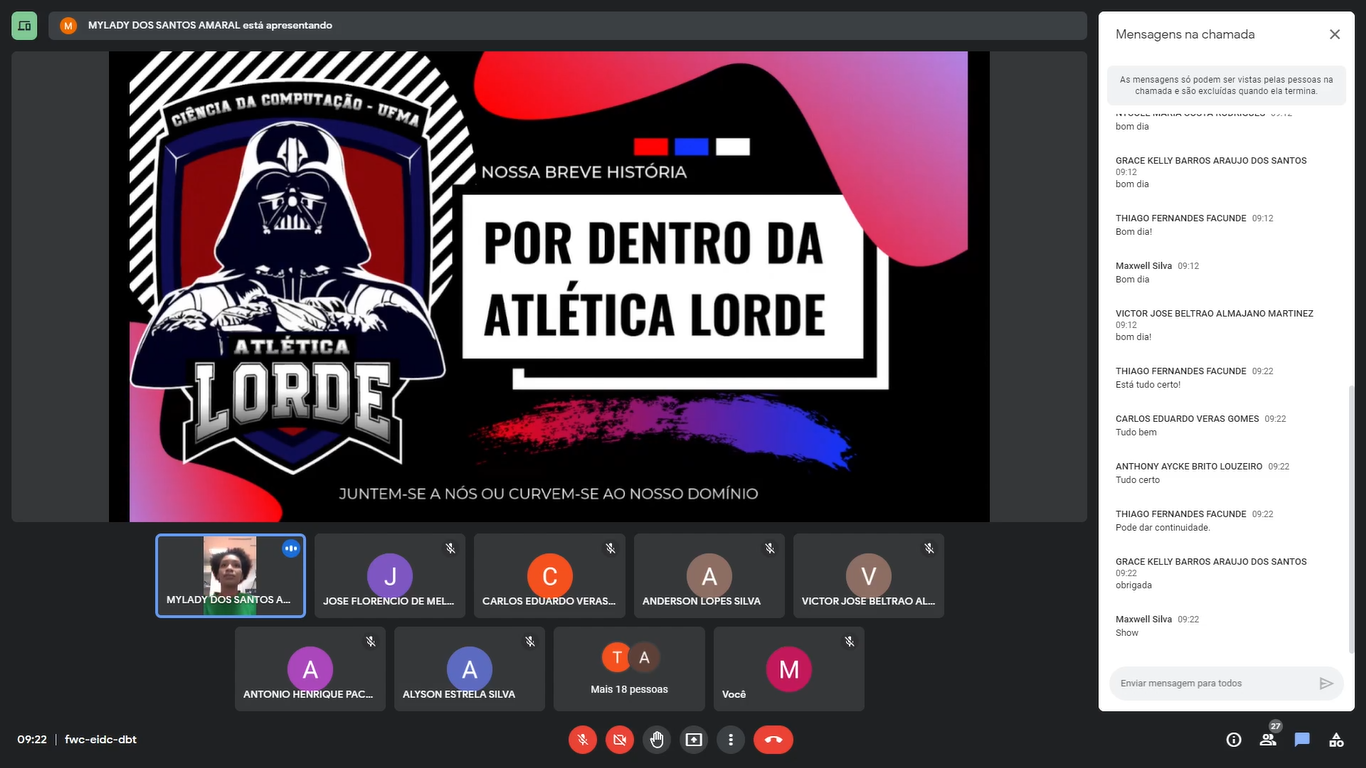 M
MYLADY DOS SANTOS AMARAL está apresentando
CIÊNCIA DA COMPUTAÇÃO - UFMA
ATLÉTICA
LORDE
NOSSA BREVE HISTÓRIA
POR DENTRO DA
ATLÉTICA LORDE
JUNTEM-SE A NÓS OU CURVEM-SE AO NOSSO DOMÍNIO
MYLADY DOS SANTOS A...
J
JOSE FLORENCIO DE MEL...
C
CARLOS EDUARDO VERAS...
A
ANDERSON LOPES SILVA
V
VICTOR JOSE BELTRAO AL...
A
ANTONIO HENRIQUE PAC...
A
ALYSON ESTRELA SILVA
T A
Mais 18 pessoas
M
Você
09:22 | fwc-eidc-dbt
27
Mensagens na chamada
As mensagens só podem ser vistas pelas pessoas na
chamada e são excluídas quando ela termina.
NYCOLE MARIA COSTA RODRIGUES 09:12
bom dia
GRACE KELLY BARROS ARAUJO DOS SANTOS
09:12
bom dia
THIAGO FERNANDES FACUNDE 09:12
Bom dia!
Maxwell Silva 09:12
Bom dia
VICTOR JOSE BELTRAO ALMAJANO MARTINEZ
09:12
bom dia!
THIAGO FERNANDES FACUNDE 09:22
Está tudo certo!
CARLOS EDUARDO VERAS GOMES 09:22
Tudo bem
ANTHONY AYCKE BRITO LOUZEIRO 09:22
Tudo certo
THIAGO FERNANDES FACUNDE 09:22
Pode dar continuidade.
GRACE KELLY BARROS ARAUJO DOS SANTOS
09:22
obrigada
Maxwell Silva 09:22
Show
Enviar mensagem para todos